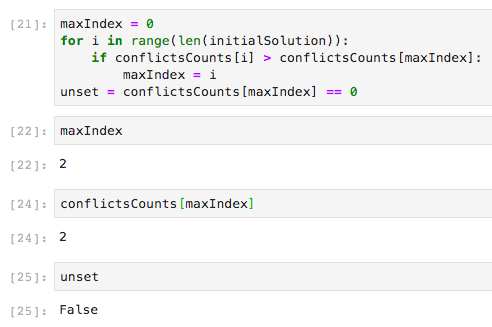 [21]: maxIndex = 0
for i in range(len(initialSolution)):
    if conflictsCounts[i] > conflictsCounts[maxIndex]:
        maxIndex = i
unset = conflictsCounts[maxIndex] == 0
[22]: maxIndex
[22]: 2
[24]: conflictsCounts[maxIndex]
[24]: 2
[25]: unset
[25]: False